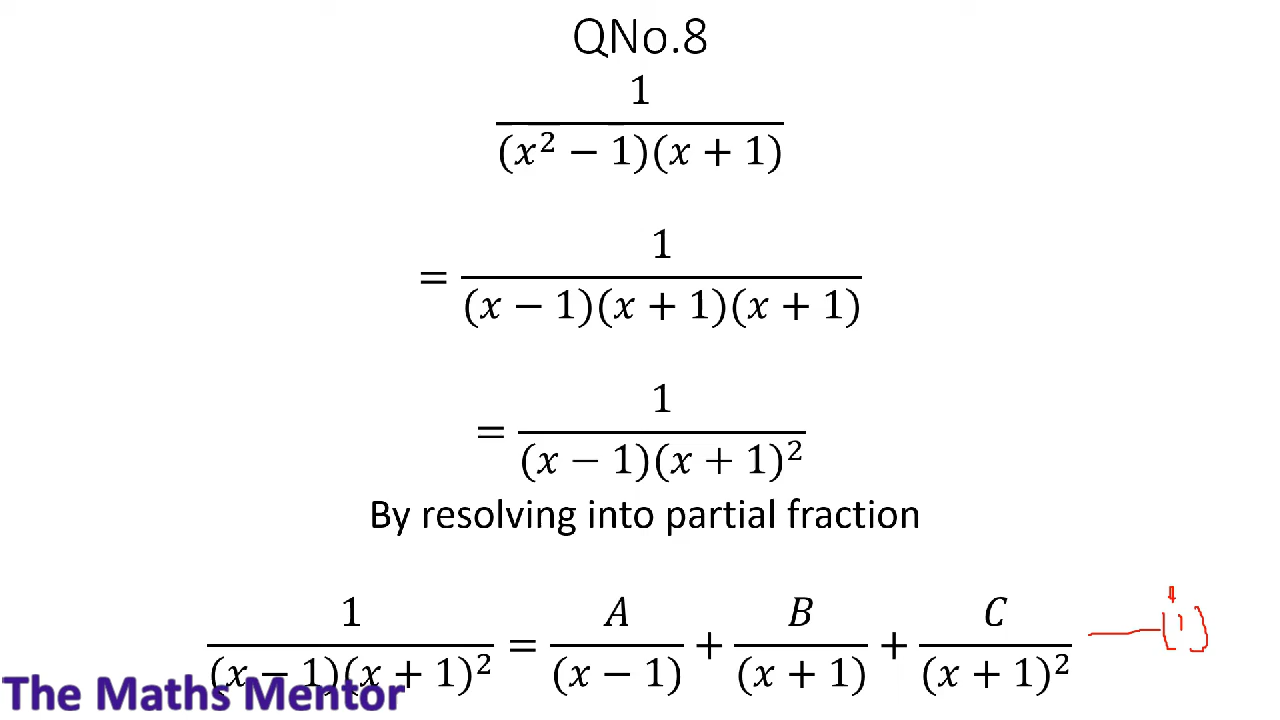 QNo.8
1
(x² − 1)(x + 1)
= 1
(x − 1)(x + 1)(x + 1)
= 1
(x − 1)(x + 1)²
By resolving into partial fraction
1 = A + B + C —(1)
(x − 1)(x + 1)² (x − 1) (x + 1) (x + 1)²
The Maths Mentor